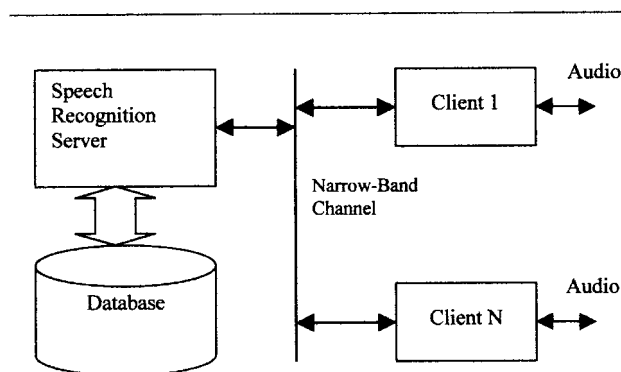 Speech
Recognition
Server
Client 1
Audio
Narrow-Band
Channel
Database
Client N
Audio